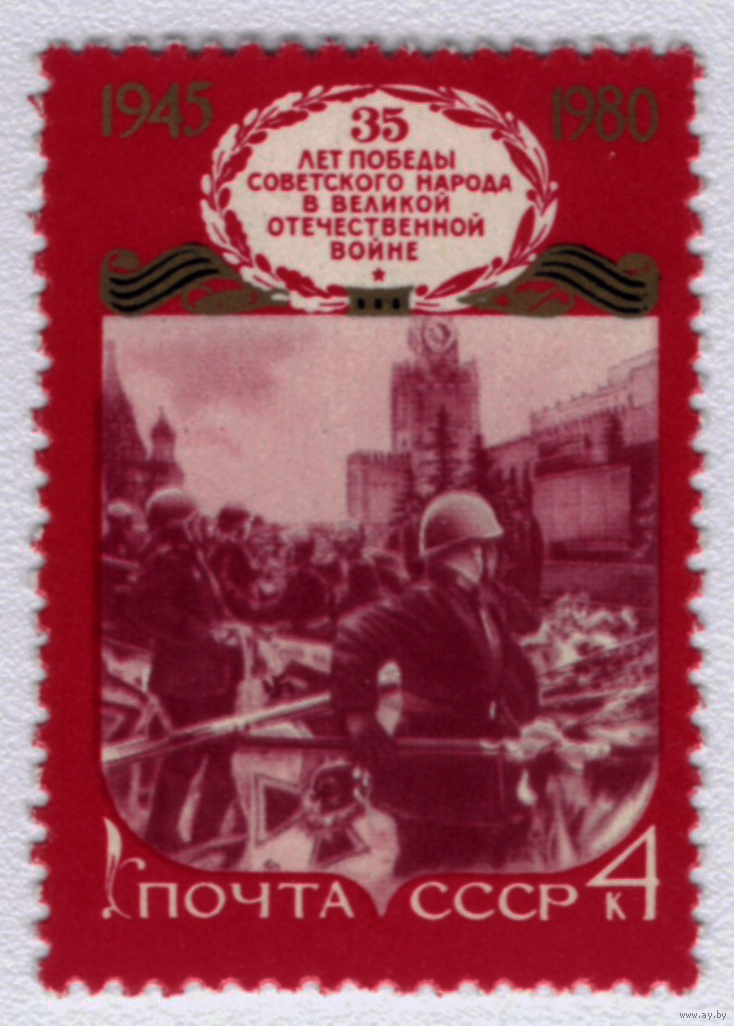 1945
1980
35
ЛЕТ ПОБЕДЫ
СОВЕТСКОГО НАРОДА
В ВЕЛИКОЙ
ОТЕЧЕСТВЕННОЙ
ВОЙНЕ
ПОЧТА СССР 4 К
www.ay.by